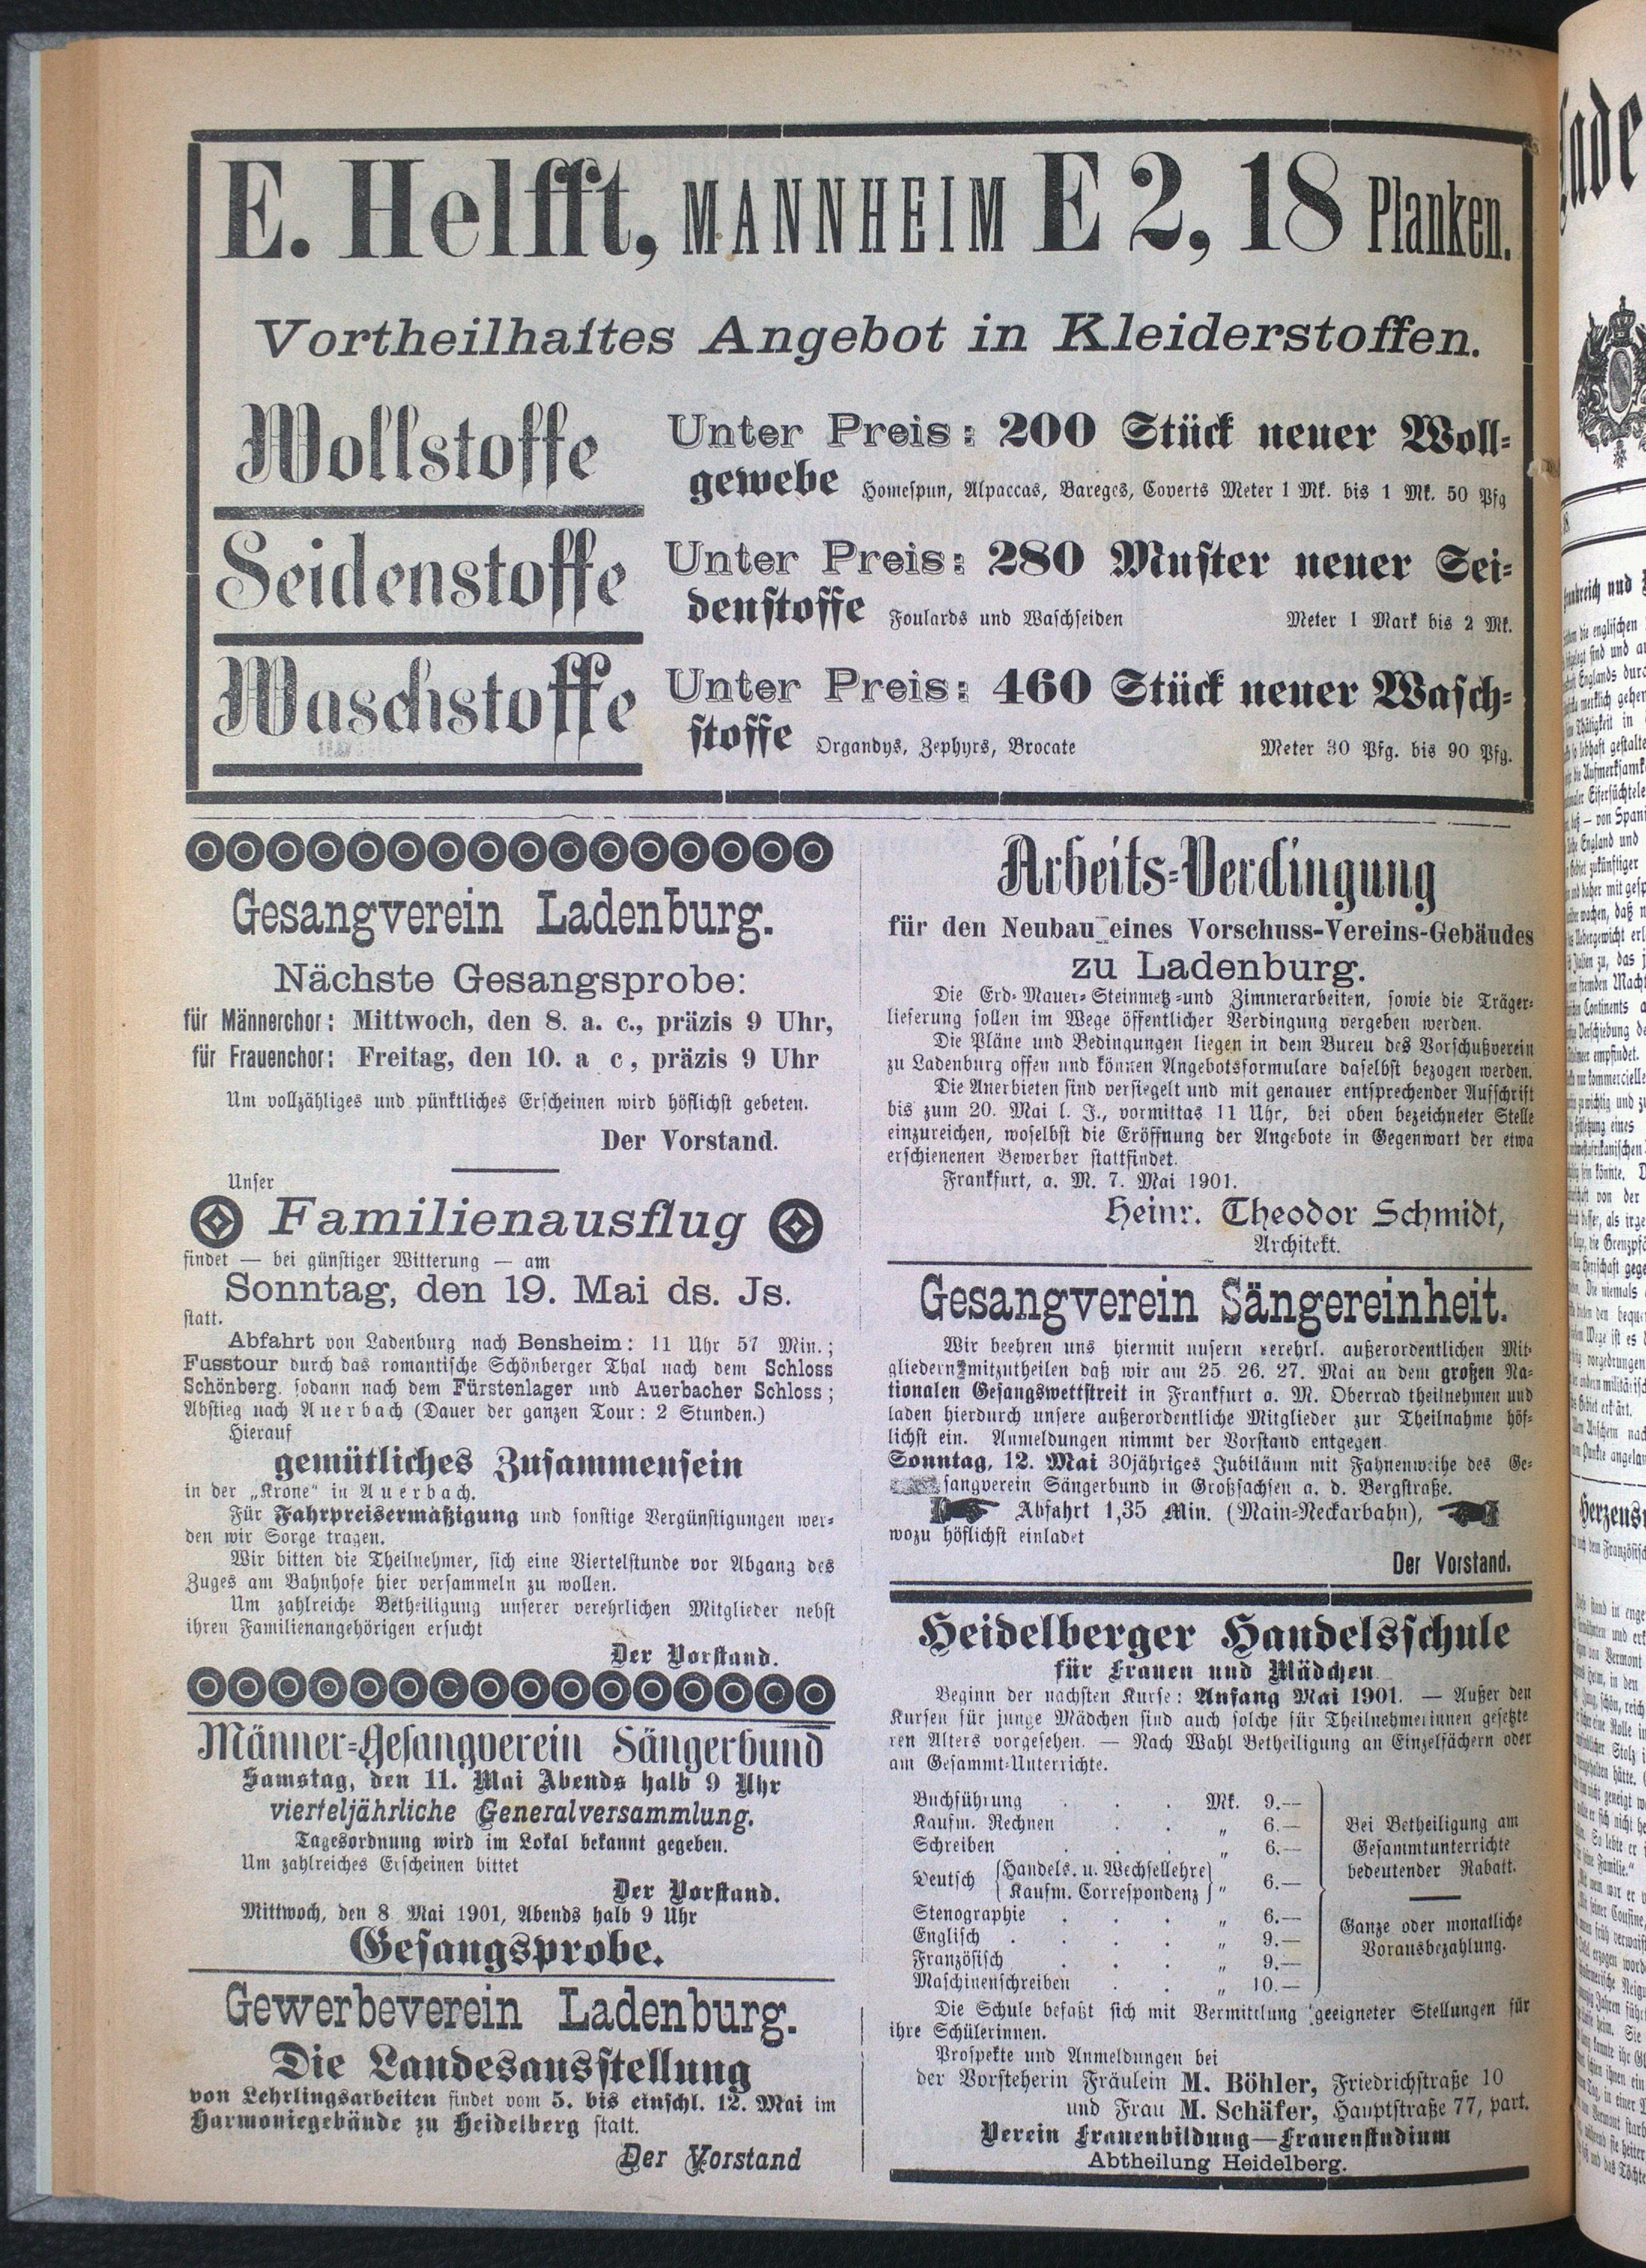 E. Helfft, MANNHEIM E 2, 18 Planken.
Vortheilhaftes Angebot in Kleiderstoffen.
Wollstoffe
Unter Preis: 200 Stück neuer Woll-
gewebe Homespun, Alpaccas, Bareges, Coverts Meter 1 Mk. bis 1 Mk. 50 Pfg
Seidenstoffe
Unter Preis: 280 Muster neuer Sei-
denstoffe Foulards und Waschseiden Meter 1 Mark bis 2 Mk.
Waschstoffe
Unter Preis: 460 Stück neuer Wasch-
stoffe Organdys, Zephyrs, Brocate Meter 30 Pfg. bis 90 Pfg.
Gesangverein Ladenburg.
Nächste Gesangsprobe:
für Männerchor: Mittwoch, den 8. a. c., präzis 9 Uhr,
für Frauenchor: Freitag, den 10. a c, präzis 9 Uhr
Um vollzähliges und pünktliches Erscheinen wird höflichst gebeten.
Der Vorstand.
Unser
Familienausflug
findet — bei günstiger Witterung — am
Sonntag, den 19. Mai ds. Js.
statt.
Abfahrt von Ladenburg nach Bensheim: 11 Uhr 57 Min.;
Fusstour durch das romantische Schönberger Thal nach dem Schloss
Schönberg, sodann nach dem Fürstenlager und Auerbacher Schloss;
Abstieg nach Auerbach (Dauer der ganzen Tour: 2 Stunden.)
Hierauf
gemütliches Zusammensein
in der „Krone“ in Auerbach.
Für Fahrpreisermäßigung und sonstige Vergünstigungen wer-
den wir Sorge tragen.
Wir bitten die Theilnehmer, sich eine Viertelstunde vor Abgang des
Zuges am Bahnhofe hier versammeln zu wollen.
Um zahlreiche Betheiligung unserer verehrlichen Mitglieder nebst
ihren Familienangehörigen ersucht
Der Vorstand.
Männer-Gesangverein Sängerbund
Samstag, den 11. Mai Abends halb 9 Uhr
vierteljährliche Generalversammlung.
Tagesordnung wird im Lokal bekannt gegeben.
Um zahlreiches Erscheinen bittet
Der Vorstand.
Mittwoch, den 8 Mai 1901, Abends halb 9 Uhr
Gesangsprobe.
Gewerbeverein Ladenburg.
Die Landesausstellung
von Lehrlingsarbeiten findet vom 5. bis einschl. 12. Mai im
Harmoniegebäude zu Heidelberg statt.
Der Vorstand
Arbeits-Verdingung
für den Neubau eines Vorschuss-Vereins-Gebäudes
zu Ladenburg.
Die Erd- Mauer- Steinmetz -und Zimmerarbeiten, sowie die Träger-
lieferung sollen im Wege öffentlicher Verdingung vergeben werden.
Die Pläne und Bedingungen liegen in dem Bureu des Vorschußverein
zu Ladenburg offen und können Angebotsformulare daselbst bezogen werden.
Die Anerbieten sind versiegelt und mit genauer entsprechender Aufschrift
bis zum 20. Mai l. J., vormittas 11 Uhr, bei oben bezeichneter Stelle
einzureichen, woselbst die Eröffnung der Angebote in Gegenwart der etwa
erschienenen Bewerber stattfindet.
Frankfurt, a. M. 7. Mai 1901.
Heinr. Theodor Schmidt,
Architekt.
Gesangverein Sängereinheit.
Wir beehren uns hiermit unsern verehrl. außerordentlichen Mit-
gliedern mitzutheilen daß wir am 25 26. 27. Mai an dem großen Na-
tionalen Gesangswettstreit in Frankfurt a. M. Oberrad theilnehmen und
laden hierdurch unsere außerordentliche Mitglieder zur Theilnahme höf-
lichst ein. Anmeldungen nimmt der Vorstand entgegen
Sonntag, 12. Mai 30jähriges Jubiläum mit Fahnenweihe des Ge-
sangverein Sängerbund in Großsachsen a. d. Bergstraße.
Abfahrt 1,35 Min. (Main-Neckarbahn),
wozu höflichst einladet
Der Vorstand.
Heidelberger Handelsschule
für Frauen und Mädchen
Beginn der nächsten Kurse: Anfang Mai 1901. — Außer den
Kursen für junge Mädchen sind auch solche für Theilnehmerinnen gesetzte
ren Alters vorgesehen. — Nach Wahl Betheiligung an Einzelfächern oder
am Gesammt-Unterrichte.
Buchführung . . . Mk. 9.—
Kaufm. Rechnen . . „ 6.—
Schreiben . . . „ 6.—
Deutsch {Handels. u. Wechsellehre} {Kaufm. Correspondenz} „ 6.—
Stenographie . . . „ 6.—
Englisch . . . . „ 9.—
Französisch . . . „ 9.—
Maschinenschreiben . . „ 10.—
Bei Betheiligung am
Gesammtunterrichte
bedeutender Rabatt.
Ganze oder monatliche
Vorausbezahlung.
Die Schule befaßt sich mit Vermittlung geeigneter Stellungen für
ihre Schülerinnen.
Prospekte und Anmeldungen bei
der Vorsteherin Fräulein M. Böhler, Friedrichstraße 10
und Frau M. Schäfer, Hauptstraße 77, part.
Verein Frauenbildung—Frauenstudium
Abtheilung Heidelberg.